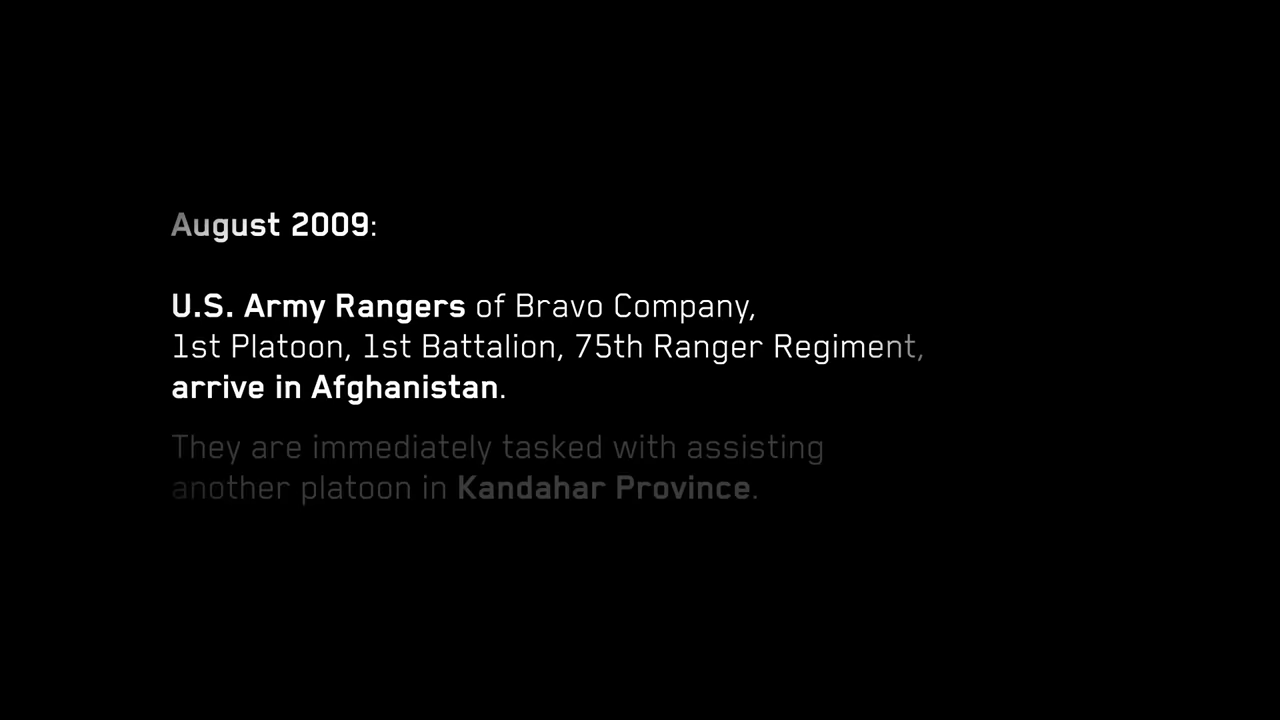 August 2009:
U.S. Army Rangers of Bravo Company,
1st Platoon, 1st Battalion, 75th Ranger Regiment,
arrive in Afghanistan.
They are immediately tasked with assisting
another platoon in Kandahar Province.